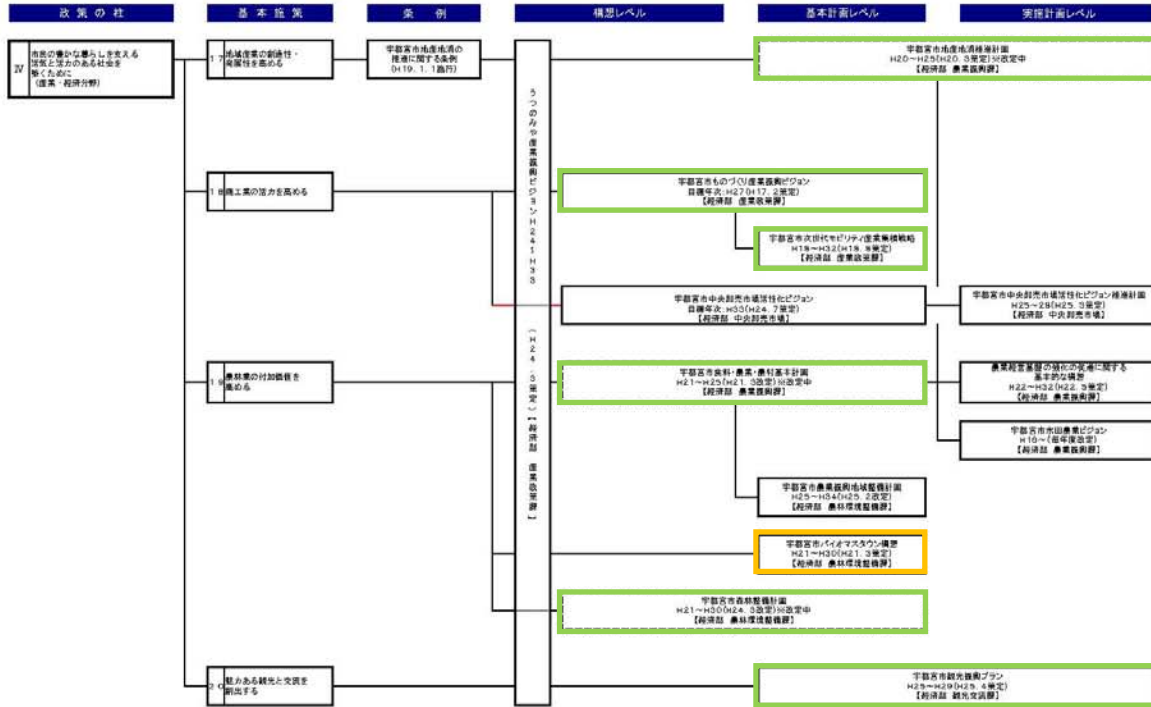 政策の柱
基本施策
条例
構想レベル
基本計画レベル
実施計画レベル
Ⅳ
市民の豊かな暮らしを支える
活気と活力のある社会を
築くために
(産業・経済分野)
17
地域産業の創造性・
発展性を高める
宇都宮市地産地消の
推進に関する条例
(H19.1.1施行)
うつのみや産業振興ビジョンH24~H33 (H24.3策定)【経済部 産業政策課】
宇都宮市地産地消推進計画
H20~H25(H20.3策定)※改定中
【経済部 農業振興課】
18
商工業の活力を高める
宇都宮市ものづくり産業振興ビジョン
目標年次:H27(H17.2策定)
【経済部 産業政策課】
宇都宮市次世代モビリティ産業集積戦略
【経済部 産業政策課】
宇都宮市中央卸売市場活性化ビジョン
目標年次:H33(H24.7策定)
【経済部 中央卸売市場】
宇都宮市中央卸売市場活性化ビジョン推進計画
H25~28(H25.3策定)
【経済部 中央卸売市場】
19
農林業の付加価値を
高める
宇都宮市食料・農業・農村基本計画
H21~H25(H21.3改定)※改定中
【経済部 農業振興課】
農業経営基盤の強化の促進に関する
基本的な構想
【経済部 農業振興課】
宇都宮市水田農業ビジョン
H16~(毎年度改定)
【経済部 農業振興課】
宇都宮市農業振興地域整備計画
H25~H34(H25.2改定)
【経済部 農林環境整備課】
宇都宮市バイオマスタウン構想
H21~H30(H21.3策定)
【経済部 農林環境整備課】
宇都宮市森林整備計画
H21~H30(H24.3改定)※改定中
【経済部 農林環境整備課】
20
魅力ある観光と交流を
創出する
宇都宮市観光振興プラン
H25~H29(H25.4策定)
【経済部 観光交流課】